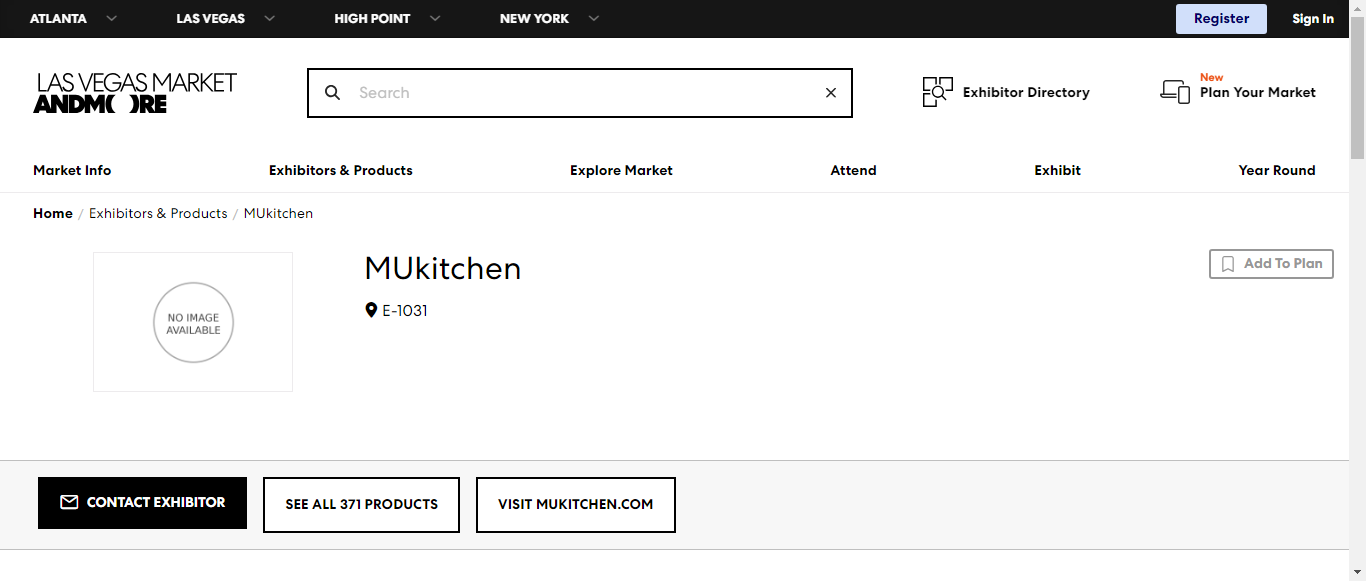 ATLANTA LAS VEGAS HIGH POINT NEW YORK Register Sign In
LAS VEGAS MARKET
ANDMORE
Search
Exhibitor Directory
New
Plan Your Market
Market Info Exhibitors & Products Explore Market Attend Exhibit Year Round
Home / Exhibitors & Products / MUkitchen
NO IMAGE
AVAILABLE
MUkitchen
E-1031
Add To Plan
CONTACT EXHIBITOR SEE ALL 371 PRODUCTS VISIT MUKITCHEN.COM